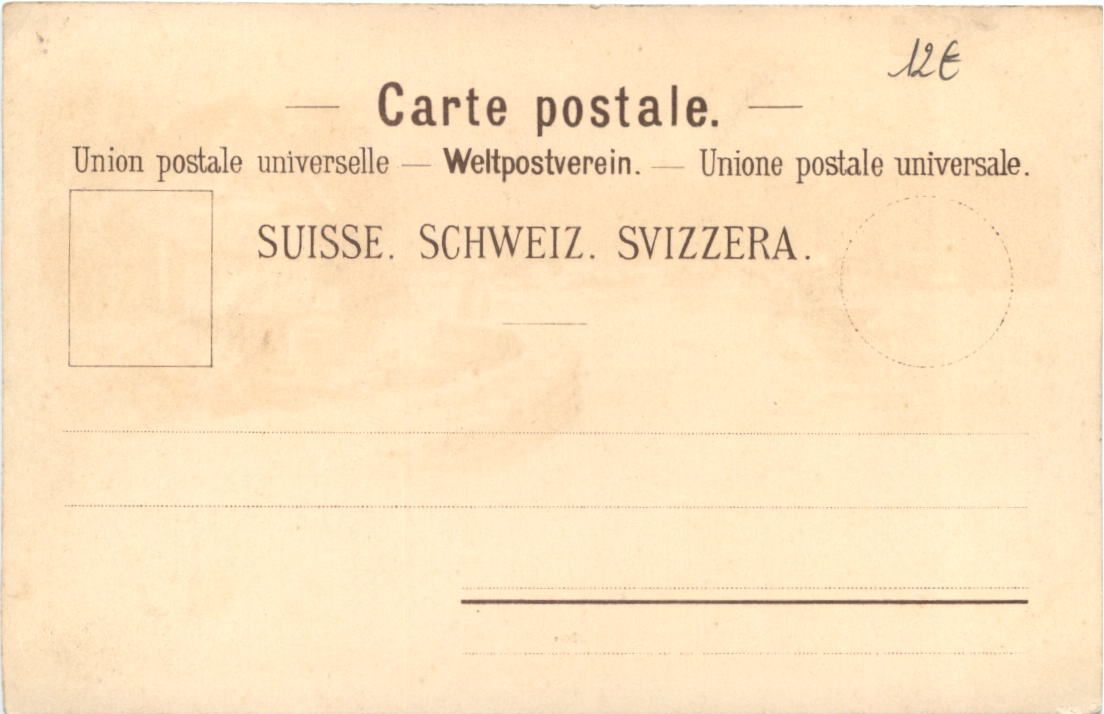 12€
— Carte postale. —
Union postale universelle — Weltpostverein. — Unione postale universale.
SUISSE. SCHWEIZ. SVIZZERA.